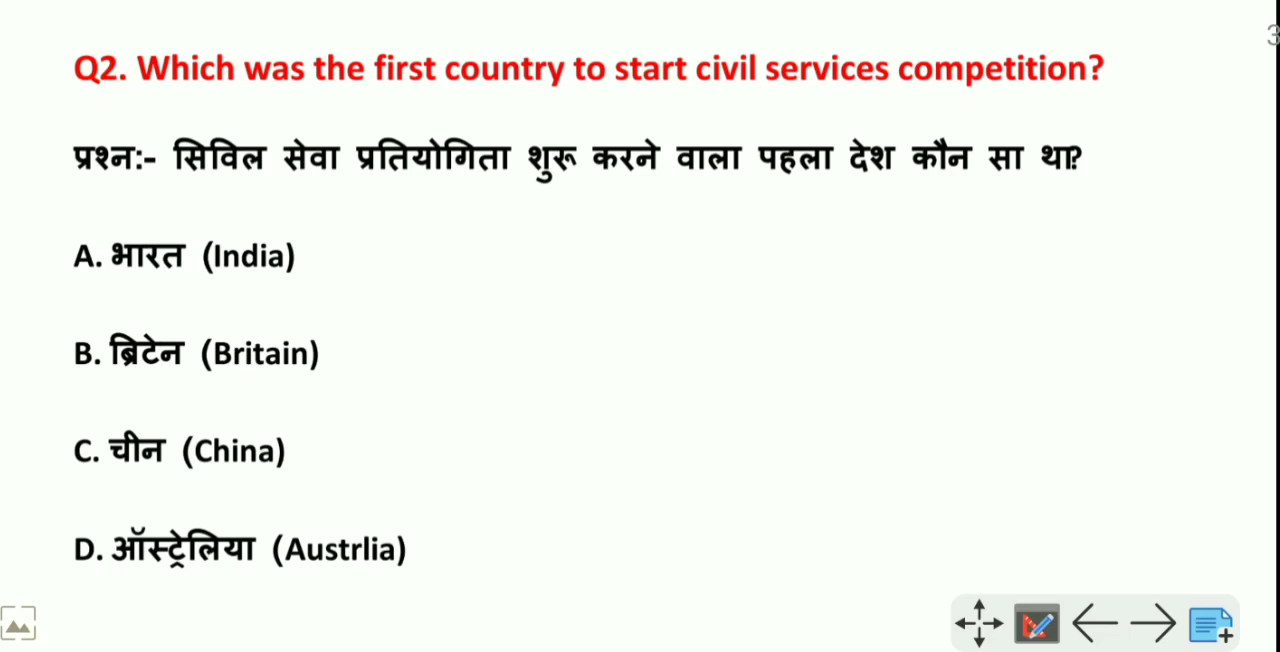 Q2. Which was the first country to start civil services competition?
प्रश्न:- सिविल सेवा प्रतियोगिता शुरू करने वाला पहला देश कौन सा था?
A. भारत (India)
B. ब्रिटेन (Britain)
C. चीन (China)
D. ऑस्ट्रेलिया (Austrlia)